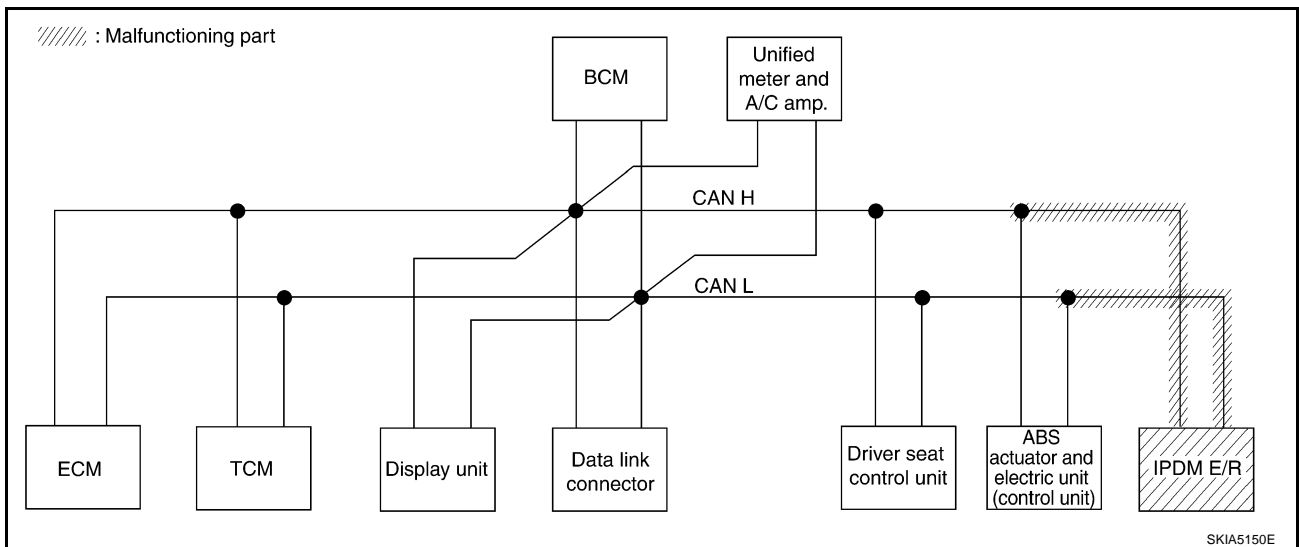 : Malfunctioning part
BCM
Unified
meter and
A/C amp.
CAN H
CAN L
ECM
TCM
Display unit
Data link
connector
Driver seat
control unit
ABS
actuator and
electric unit
(control unit)
IPDM E/R
SKIA5150E